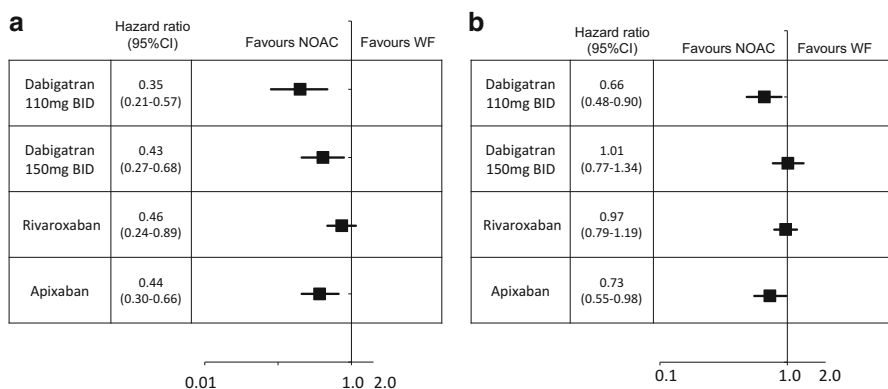 a
Hazard ratio
(95%CI)
Favours NOAC
Favours WF
Dabigatran
110mg BID
0.35
(0.21-0.57)
Dabigatran
150mg BID
0.43
(0.27-0.68)
Rivaroxaban
0.46
(0.24-0.89)
Apixaban
0.44
(0.30-0.66)
0.01
1.0
2.0
b
Hazard ratio
(95%CI)
Favours NOAC
Favours WF
Dabigatran
110mg BID
0.66
(0.48-0.90)
Dabigatran
150mg BID
1.01
(0.77-1.34)
Rivaroxaban
0.97
(0.79-1.19)
Apixaban
0.73
(0.55-0.98)
0.1
1.0
2.0